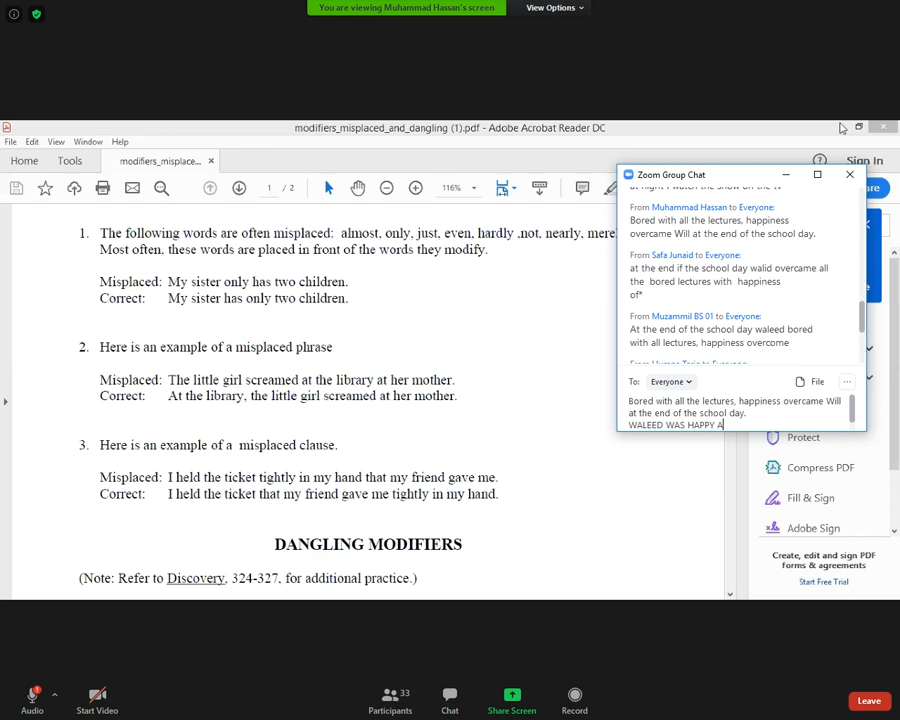 You are viewing Muhammad Hassan's screen
View Options
modifiers_misplaced_and_dangling (1).pdf - Adobe Acrobat Reader DC
File Edit View Window Help
Home Tools modifiers_misplace... ×
? Sign In
1 / 2
116%
Zoom Group Chat
at night I watch the show on the tv
From Muhammad Hassan to Everyone:
Bored with all the lectures, happiness
overcame Will at the end of the school day.
From Safa Junaid to Everyone:
at the end if the school day walid overcame all
the bored lectures with happiness
of*
From Muzammil BS 01 to Everyone:
At the end of the school day waleed bored
with all lectures, happiness overcome
To: Everyone File ...
Bored with all the lectures, happiness overcame Will
at the end of the school day.
WALEED WAS HAPPY A
1. The following words are often misplaced: almost, only, just, even, hardly ,not, nearly, mere
Most often, these words are placed in front of the words they modify.
Misplaced: My sister only has two children.
Correct: My sister has only two children.
2. Here is an example of a misplaced phrase
Misplaced: The little girl screamed at the library at her mother.
Correct: At the library, the little girl screamed at her mother.
3. Here is an example of a misplaced clause.
Misplaced: I held the ticket tightly in my hand that my friend gave me.
Correct: I held the ticket that my friend gave me tightly in my hand.
DANGLING MODIFIERS
(Note: Refer to Discovery, 324-327, for additional practice.)
Protect
Compress PDF
Fill & Sign
Adobe Sign
Create, edit and sign PDF
forms & agreements
Start Free Trial
Audio
Start Video
33
Participants
Chat
Share Screen
Record
Leave